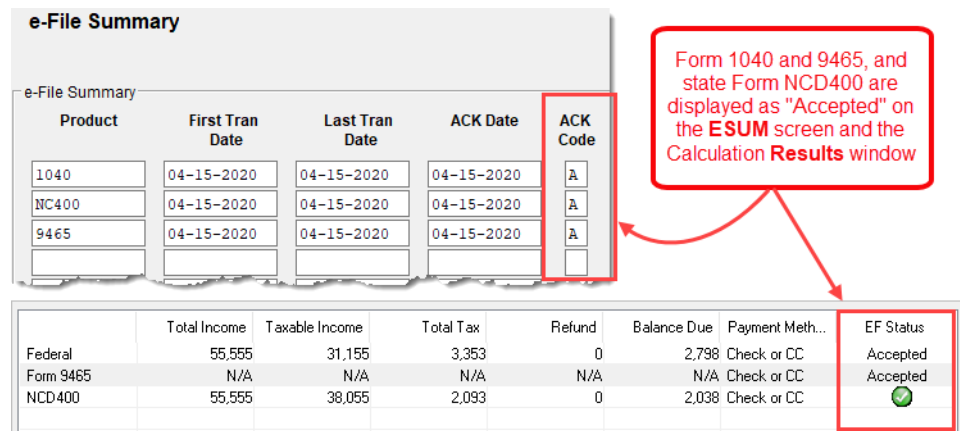 e-File Summary
e-File Summary
Product First Tran Date Last Tran Date ACK Date ACK Code
1040 04-15-2020 04-15-2020 04-15-2020 A
NC400 04-15-2020 04-15-2020 04-15-2020 A
9465 04-15-2020 04-15-2020 04-15-2020 A
Form 1040 and 9465, and
state Form NCD400 are
displayed as "Accepted" on
the ESUM screen and the
Calculation Results window
Total Income Taxable Income Total Tax Refund Balance Due Payment Meth... EF Status
Federal 55,555 31,155 3,353 0 2,798 Check or CC Accepted
Form 9465 N/A N/A N/A N/A N/A Check or CC Accepted
NCD400 55,555 38,055 2,093 0 2,038 Check or CC